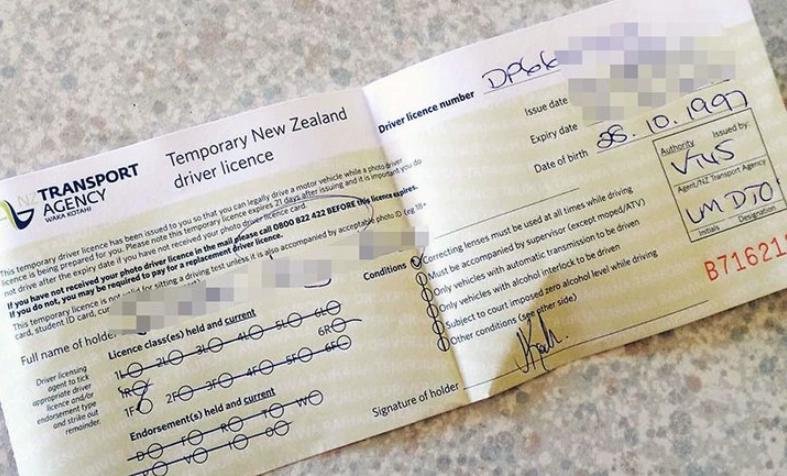 NZ TRANSPORT
AGENCY
WAKA KOTAHI
Temporary New Zealand
driver licence
This temporary driver licence has been issued to you so that you can legally drive a motor vehicle while a photo driver
licence is being prepared for you. Please note this temporary licence expires 21 days after issuing and it is important you do
not drive after the expiry date if you have not received your photo driver licence card.
If you have not received your photo driver licence in the mail please call 0800 822 422 BEFORE this licence expires.
If you do not, you may be required to pay for a replacement driver licence.
This temporary licence is not valid for sitting a driving test unless it is also accompanied by acceptable photo ID (eg 18+
card, student ID card,
Full name of holder
Driver licensing
agent to tick
appropriate driver
licence and/or
endorsement type
and strike out
remainder.
Licence class(es) held and current
1L 2L 3L 4L 5L 6L
1R 6R
1F 2F 3F 4F 5F 6F
Endorsement(s) held and current
D F R T W
P V I O
Driver licence number DP66
Issue date
Expiry date
Date of birth 28.10.1997
Authority Issued by:
VTNS
Agent/NZ Transport Agency
UM DTO
Initials Designation
B71621
Conditions Correcting lenses must be used at all times while driving
Must be accompanied by supervisor (except moped/ATV)
Only vehicles with automatic transmission to be driven
Only vehicles with alcohol interlock to be driven
Subject to court imposed zero alcohol level while driving
Other conditions (see other side)
Signature of holder